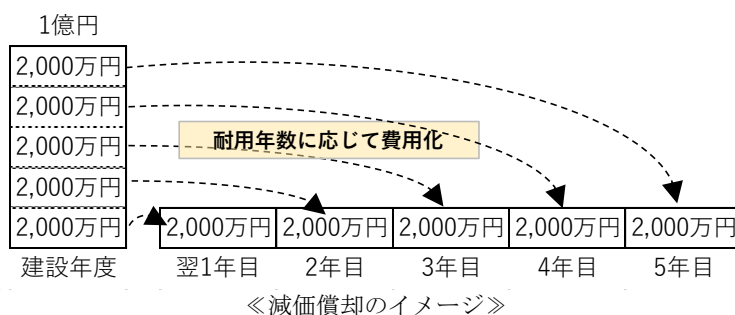 1億円
2,000万円
2,000万円
2,000万円
2,000万円
2,000万円
耐用年数に応じて費用化
2,000万円 2,000万円 2,000万円 2,000万円 2,000万円
建設年度 翌1年目 2年目 3年目 4年目 5年目
≪減価償却のイメージ≫